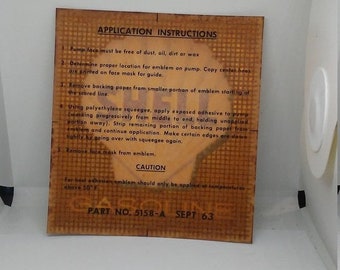 APPLICATION INSTRUCTIONS
1. Pump face must be free of dust, oil, dirt or wax
2. Determine proper location for emblem on pump. Copy center lines
are printed on face mask for guide.
3. Remove backing paper from smaller portion of emblem starting at
the scored line.
4. Using polyethylene squeegee, apply exposed adhesive to pump
(working progressively from middle to end, holding unapplied
portion away). Strip remaining portion of backing paper from
emblem and continue application. Make certain edges are down
tightly by going over with squeegee again.
5. Remove face mask from emblem.
CAUTION
For best adhesion, emblem should only be applied at temperatures
above 50°F.
GASOLINE
PART NO. 5158-A SEPT 63